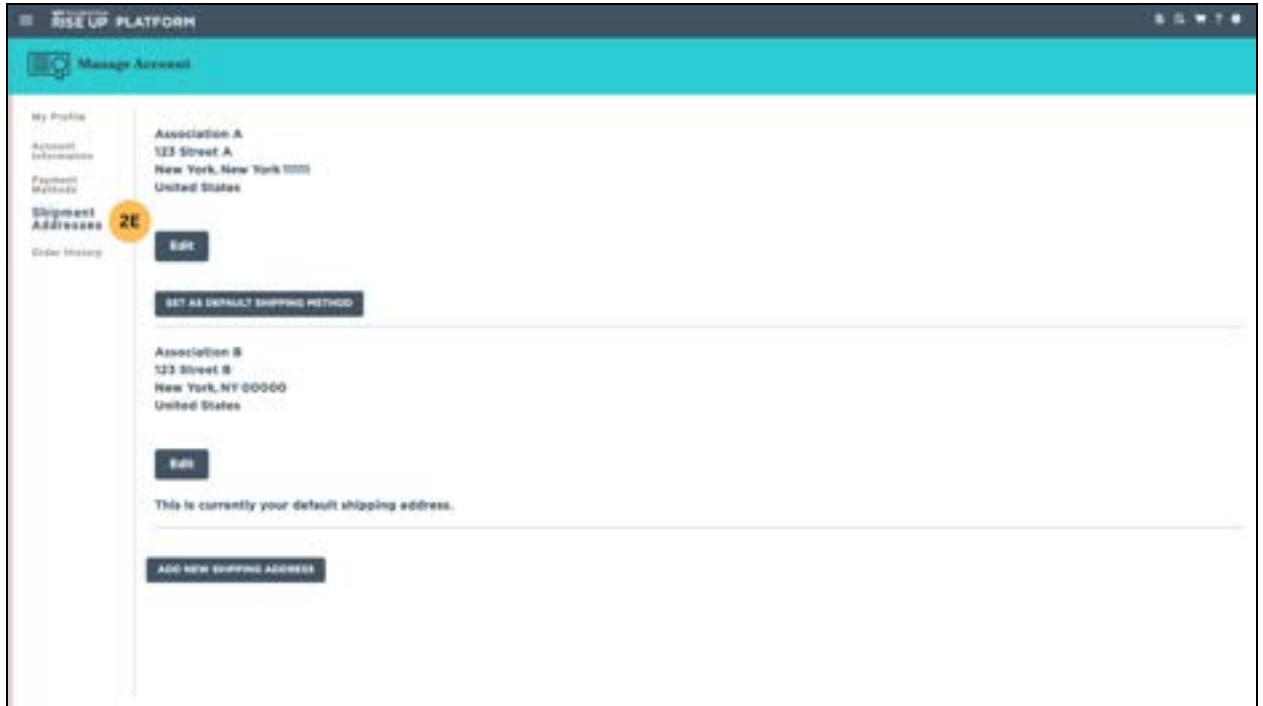 RISE UP PLATFORM
?
Manage Account
My Profile
Account
Information
Payment
Methods
Shipment
Addresses
2E
Order History
Association A
123 Street A
New York, New York 11111
United States
Edit
SET AS DEFAULT SHIPPING METHOD
Association B
123 Street B
New York, NY 00000
United States
Edit
This is currently your default shipping address.
ADD NEW SHIPPING ADDRESS